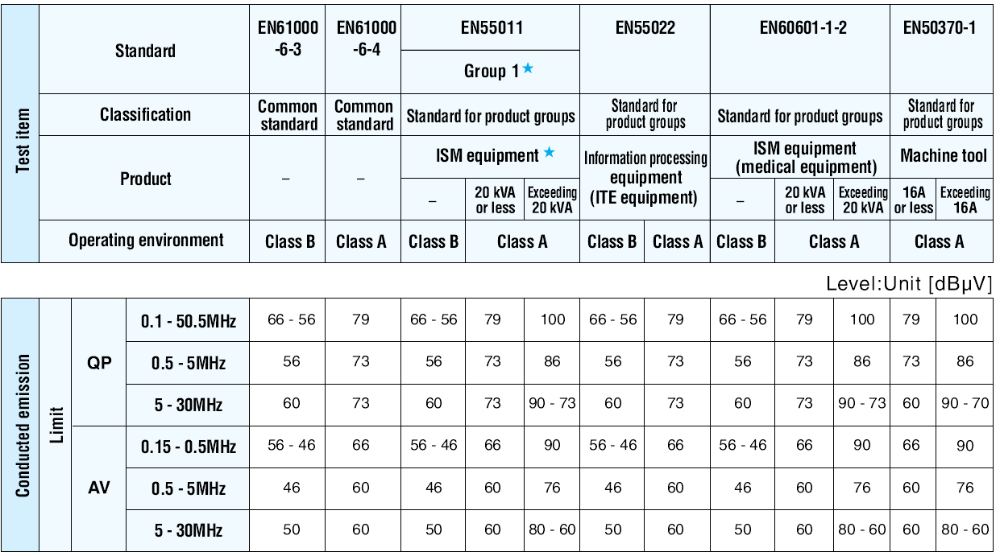 Test item
Standard
EN61000
-6-3
EN61000
-6-4
EN55011
Group 1★
EN55022
EN60601-1-2
EN50370-1
Classification
Common
standard
Common
standard
Standard for product groups
Standard for
product groups
Standard for product groups
Standard for
product groups
Product
–
–
ISM equipment ★
–
20 kVA
or less
Exceeding
20 kVA
Information processing
equipment
(ITE equipment)
ISM equipment
(medical equipment)
–
20 kVA
or less
Exceeding
20 kVA
Machine tool
16A
or less
Exceeding
16A
Operating environment
Class B
Class A
Class B
Class A
Class B
Class A
Class B
Class A
Class A
Level:Unit [dBµV]
Conducted emission
Limit
QP
0.1 - 50.5MHz 66 - 56 79 66 - 56 79 100 66 - 56 79 66 - 56 79 100 79 100
0.5 - 5MHz 56 73 56 73 86 56 73 56 73 86 73 86
5 - 30MHz 60 73 60 73 90 - 73 60 73 60 73 90 - 73 60 90 - 70
AV
0.15 - 0.5MHz 56 - 46 66 56 - 46 66 90 56 - 46 66 56 - 46 66 90 66 90
0.5 - 5MHz 46 60 46 60 76 46 60 46 60 76 60 76
5 - 30MHz 50 60 50 60 80 - 60 50 60 50 60 80 - 60 60 80 - 60